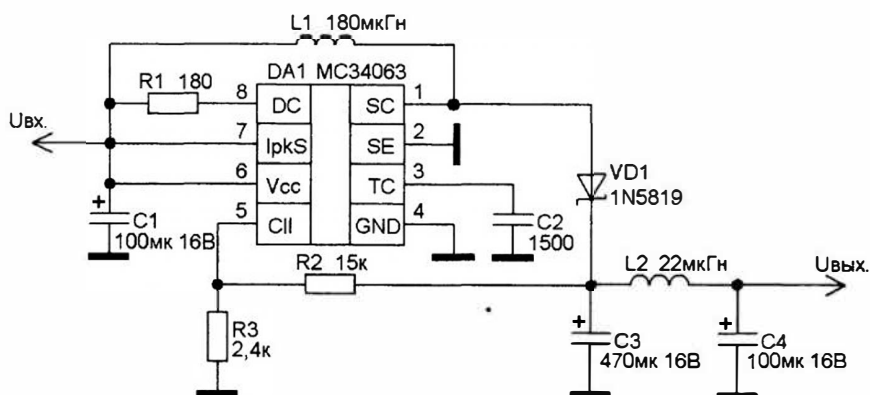 L1 180мкГн
DA1 MC34063
R1 180
8 DC SC 1
Uвх.
7 IpkS SE 2
6 Vcc TC 3
VD1
1N5819
5 CII GND 4
+ C1
100мк 16В
C2
1500
R2 15к
L2 22мкГн
Uвых.
R3
2,4к
+ C3
470мк 16В
+ C4
100мк 16В